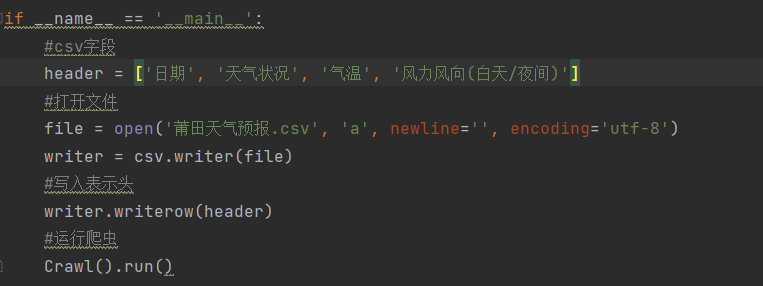 if __name__ == '__main__':
#csv字段
header = ['日期', '天气状况', '气温', '风力风向(白天/夜间)']
#打开文件
file = open('莆田天气预报.csv', 'a', newline='', encoding='utf-8')
writer = csv.writer(file)
#写入表示头
writer.writerow(header)
#运行爬虫
Crawl().run()